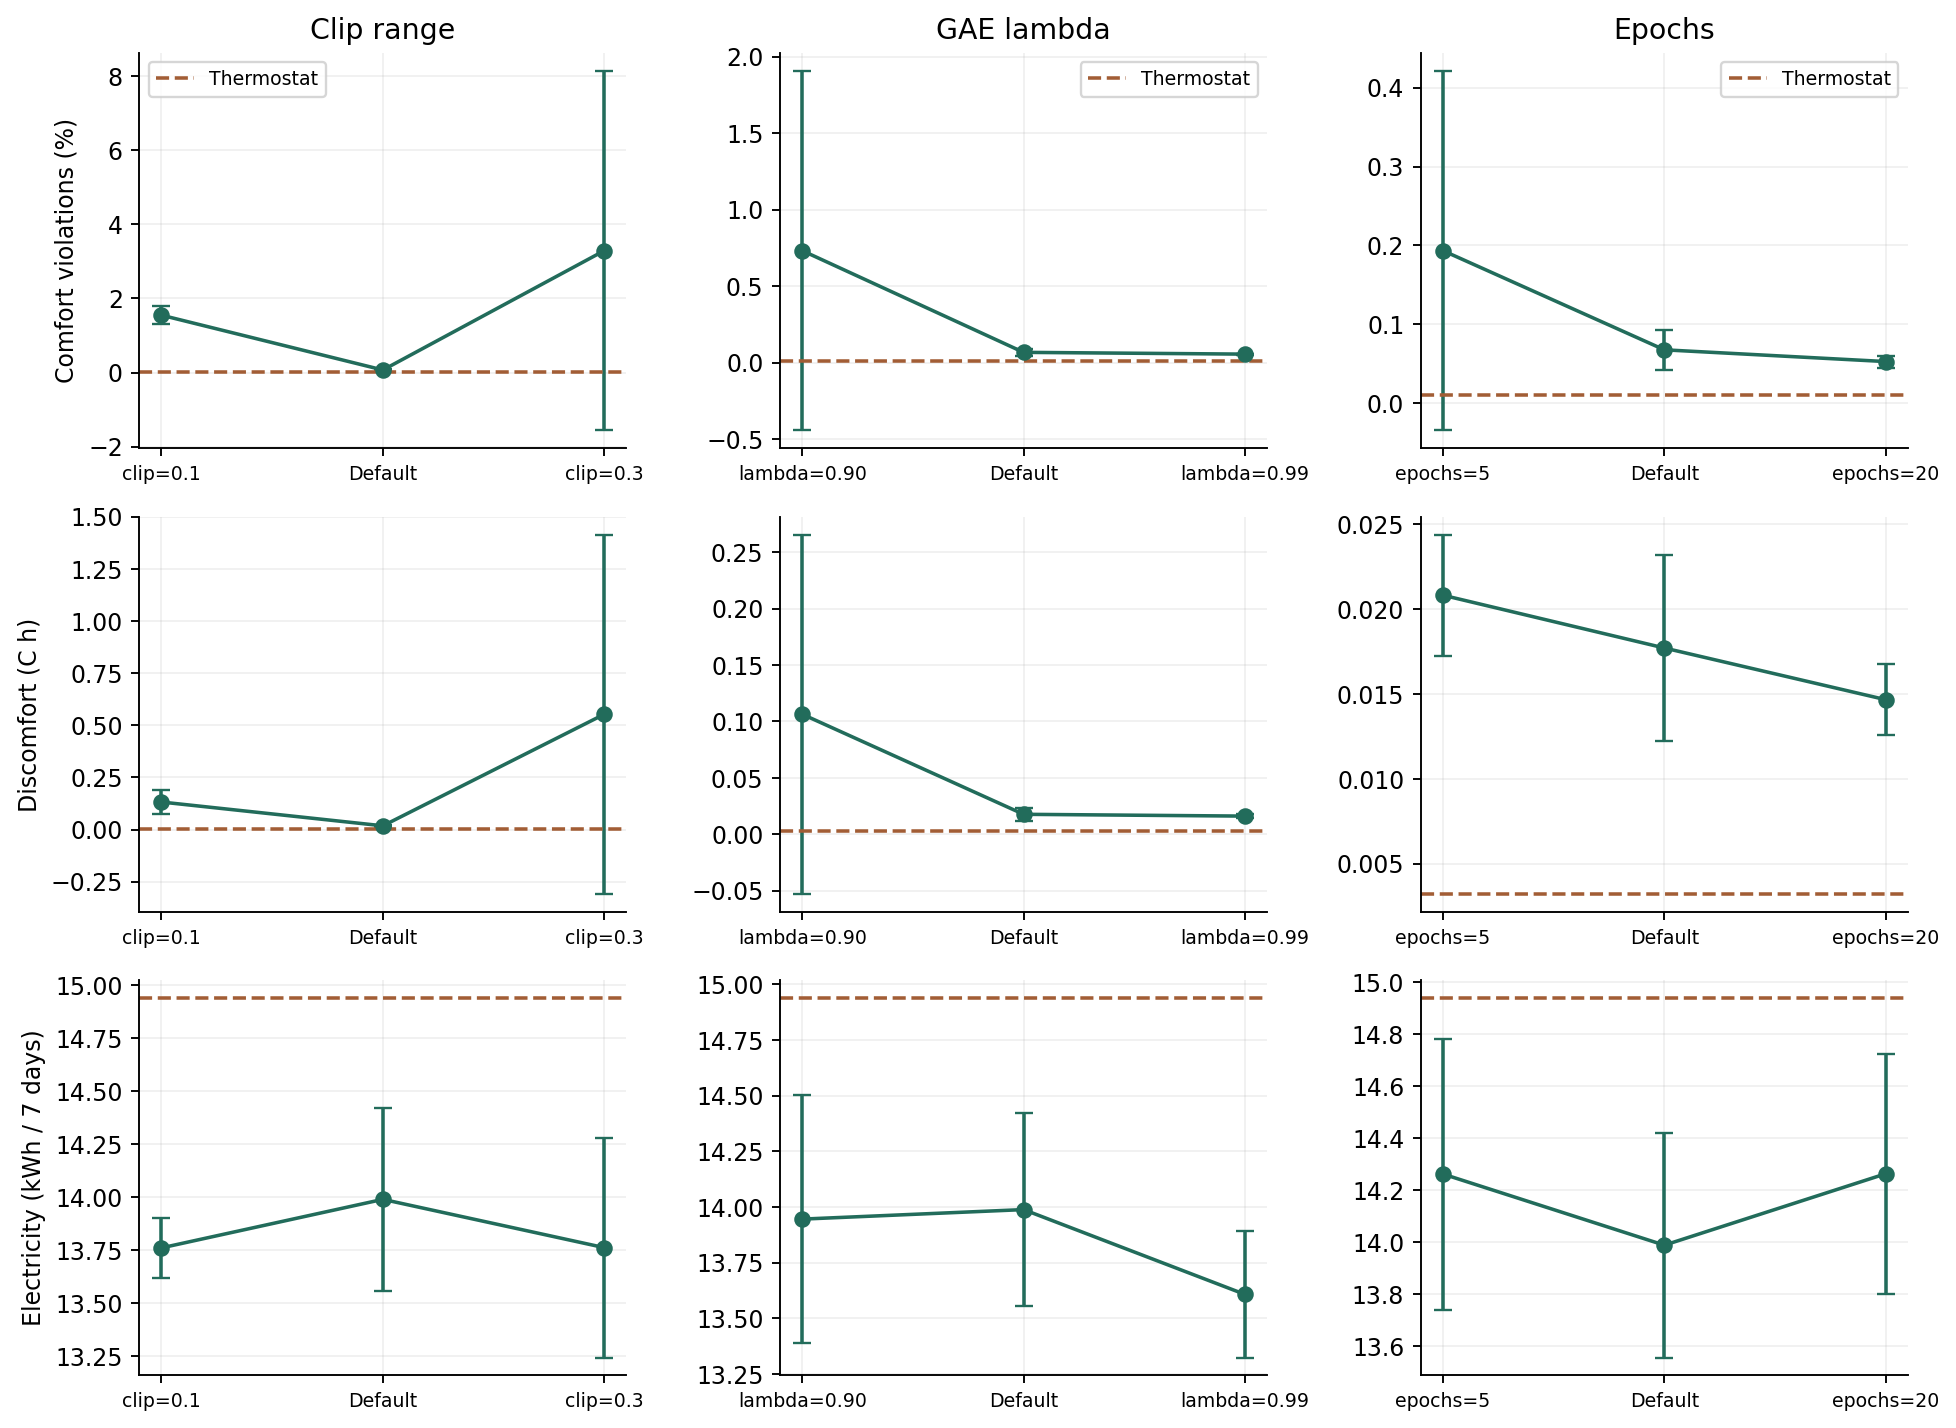 Clip range
GAE lambda
Epochs
Comfort violations (%)
8
6
4
2
0
−2
Thermostat
clip=0.1
Default
clip=0.3
2.0
1.5
1.0
0.5
0.0
−0.5
Thermostat
lambda=0.90
Default
lambda=0.99
0.4
0.3
0.2
0.1
0.0
Thermostat
epochs=5
Default
epochs=20
Discomfort (C h)
1.50
1.25
1.00
0.75
0.50
0.25
0.00
−0.25
clip=0.1
Default
clip=0.3
0.25
0.20
0.15
0.10
0.05
0.00
−0.05
lambda=0.90
Default
lambda=0.99
0.025
0.020
0.015
0.010
0.005
epochs=5
Default
epochs=20
Electricity (kWh / 7 days)
15.00
14.75
14.50
14.25
14.00
13.75
13.50
13.25
clip=0.1
Default
clip=0.3
15.00
14.75
14.50
14.25
14.00
13.75
13.50
13.25
lambda=0.90
Default
lambda=0.99
15.0
14.8
14.6
14.4
14.2
14.0
13.8
13.6
epochs=5
Default
epochs=20